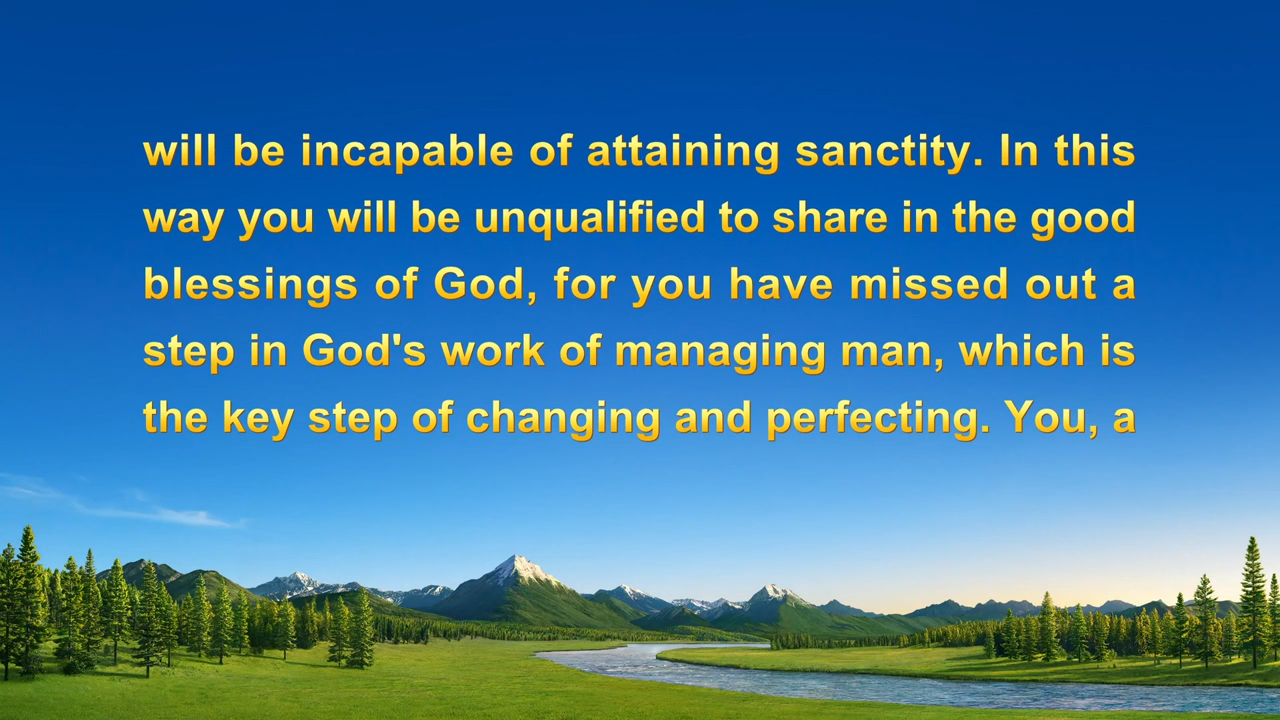 will be incapable of attaining sanctity. In this
way you will be unqualified to share in the good
blessings of God, for you have missed out a
step in God's work of managing man, which is
the key step of changing and perfecting. You, a